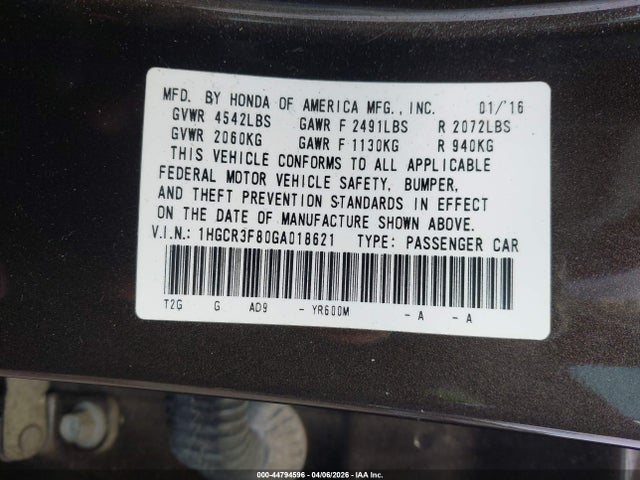 MFD. BY HONDA OF AMERICA MFG., INC. 01/'16
GVWR 4542LBS GAWR F 2491LBS R 2072LBS
GVWR 2060KG GAWR F 1130KG R 940KG
THIS VEHICLE CONFORMS TO ALL APPLICABLE
FEDERAL MOTOR VEHICLE SAFETY, BUMPER,
AND THEFT PREVENTION STANDARDS IN EFFECT
ON THE DATE OF MANUFACTURE SHOWN ABOVE.
V.I.N.: 1HGCR3F80GA018621 TYPE: PASSENGER CAR
T2G G AD9 - YR600M - A - A
000-44794596 - 04/06/2026 - IAA Inc.